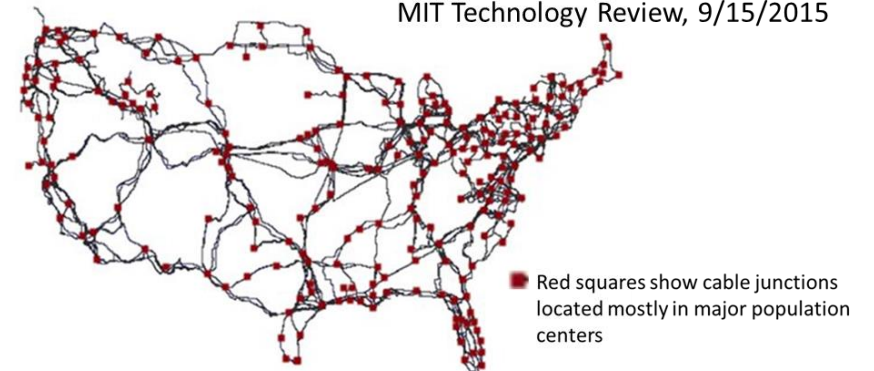 MIT Technology Review, 9/15/2015
Red squares show cable junctions
located mostly in major population
centers